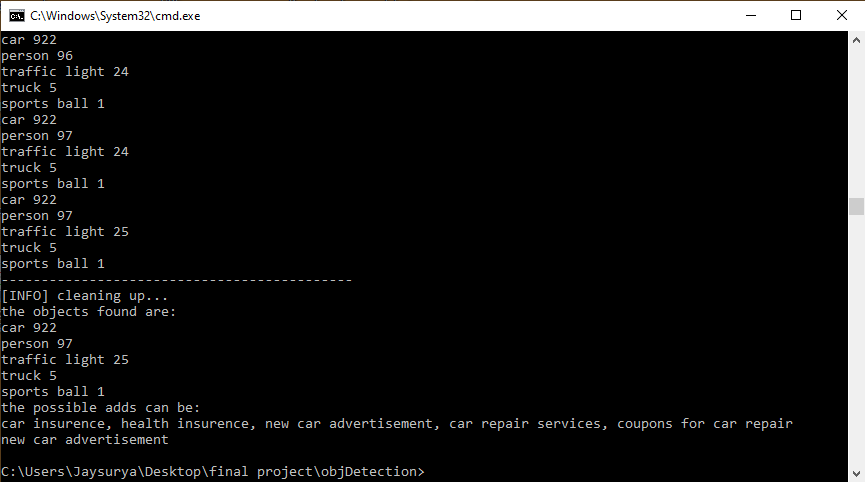 C:\Windows\System32\cmd.exe
car 922
person 96
traffic light 24
truck 5
sports ball 1
car 922
person 97
traffic light 24
truck 5
sports ball 1
car 922
person 97
traffic light 25
truck 5
sports ball 1
--------------------------------------------
[INFO] cleaning up...
the objects found are:
car 922
person 97
traffic light 25
truck 5
sports ball 1
the possible adds can be:
car insurence, health insurence, new car advertisement, car repair services, coupons for car repair
new car advertisement
C:\Users\Jaysurya\Desktop\final project\objDetection>